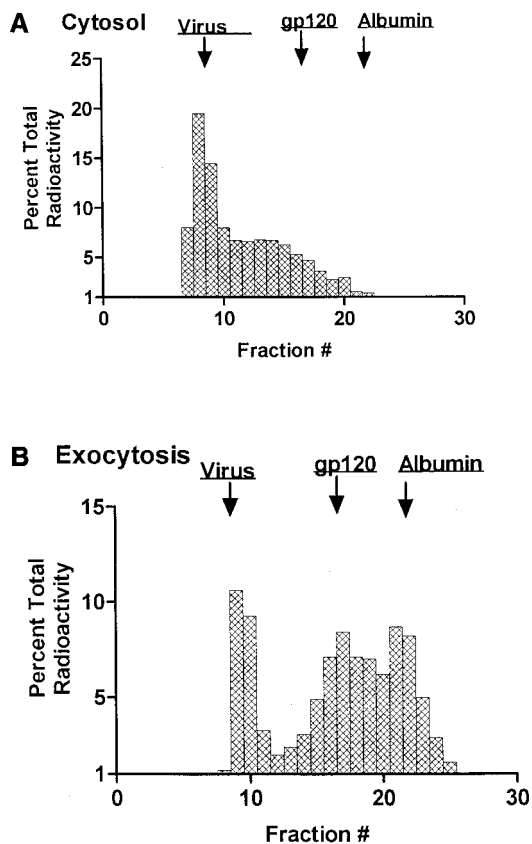 A Cytosol
Virus gp120 Albumin
Percent Total
Radioactivity
25
20
15
10
5
1
10 20 30
Fraction #
B Exocytosis
Virus gp120 Albumin
Percent Total
Radioactivity
15
10
5
1
0 10 20 30
Fraction #